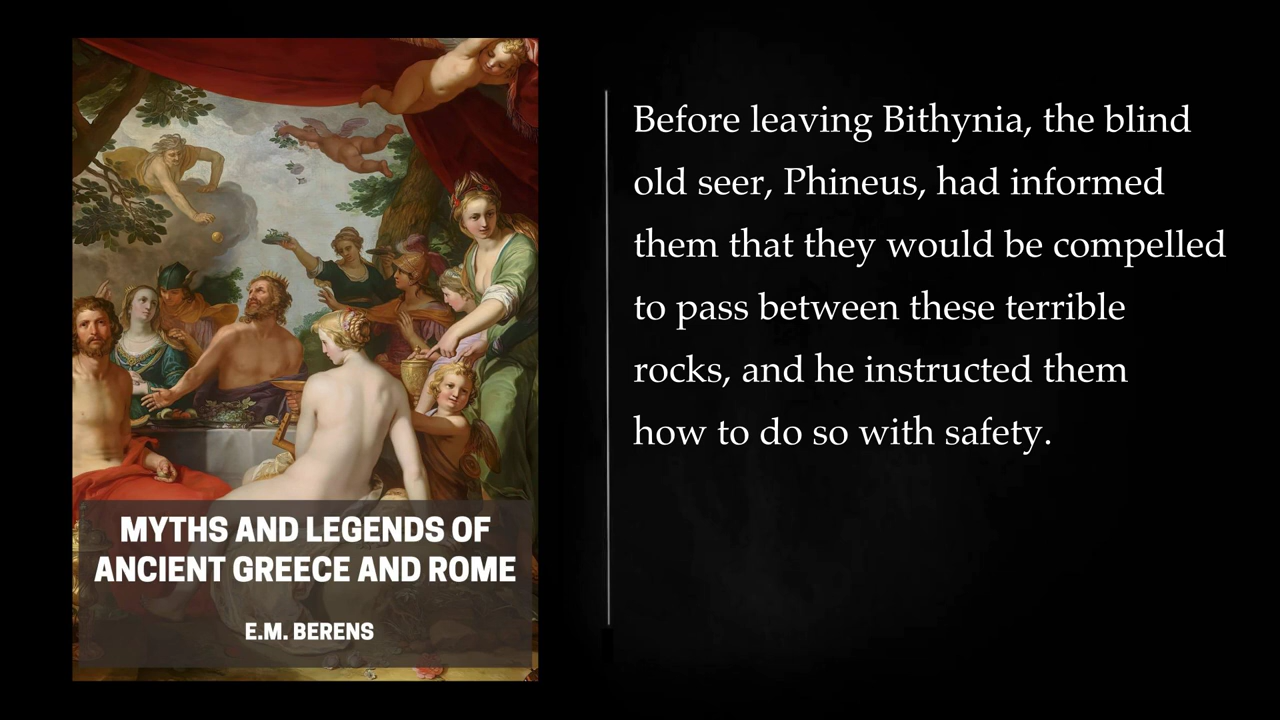 MYTHS AND LEGENDS OF
ANCIENT GREECE AND ROME
E.M. BERENS
Before leaving Bithynia, the blind
old seer, Phineus, had informed
them that they would be compelled
to pass between these terrible
rocks, and he instructed them
how to do so with safety.